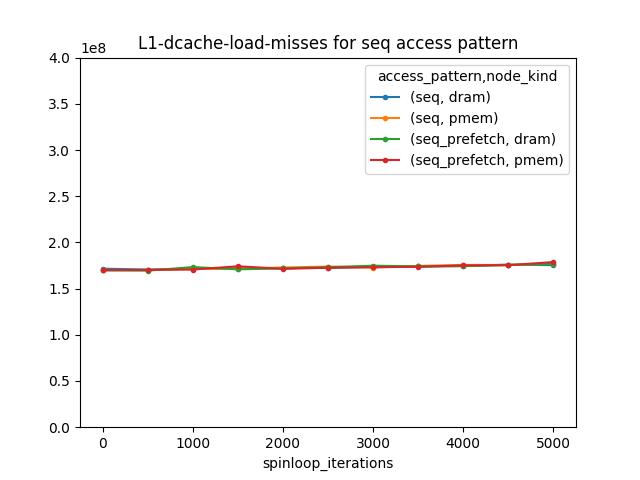 L1-dcache-load-misses for seq access pattern
1e8
4.0
3.5
3.0
2.5
2.0
1.5
1.0
0.5
0.0
access_pattern,node_kind
(seq, dram)
(seq, pmem)
(seq_prefetch, dram)
(seq_prefetch, pmem)
0 1000 2000 3000 4000 5000
spinloop_iterations